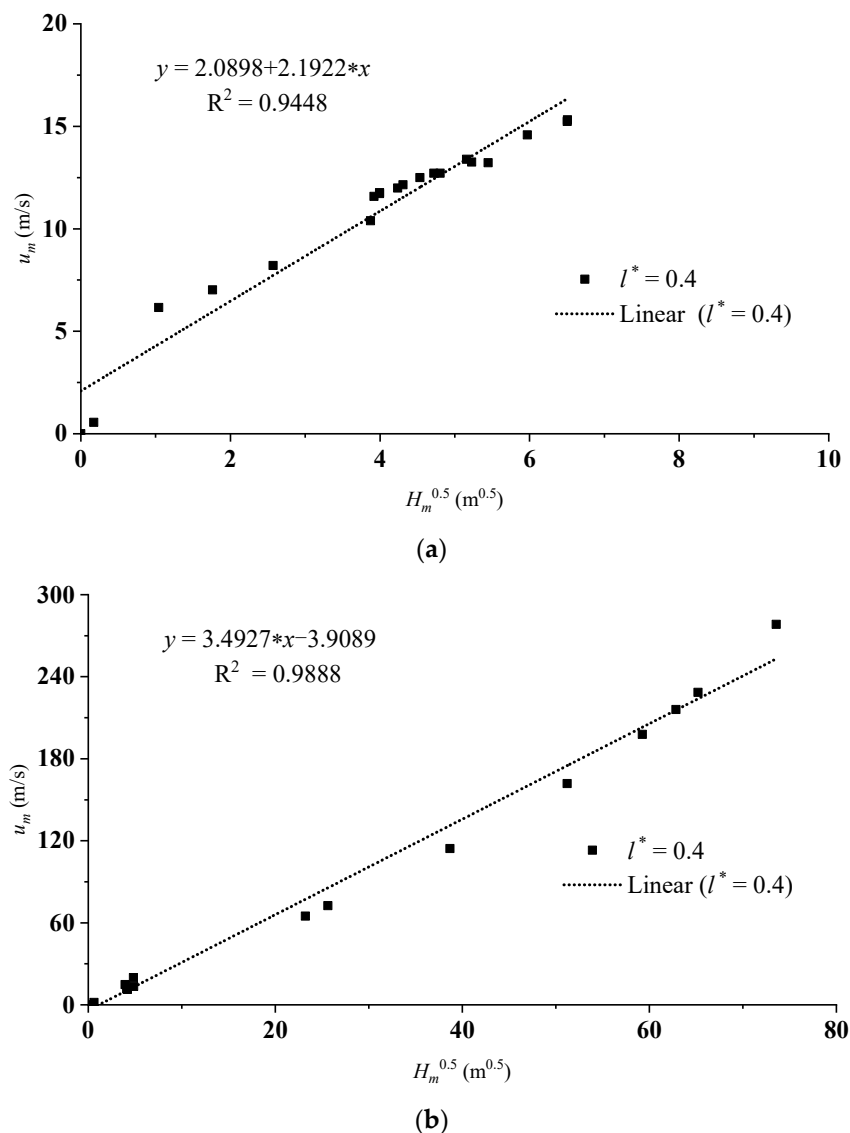 20
y = 2.0898+2.1922*x
R² = 0.9448
15
u_m (m/s)
10
l* = 0.4
Linear (l* = 0.4)
5
0
0 2 4 6 8 10
H_m^0.5 (m^0.5)
(a)
300
y = 3.4927*x−3.9089
R² = 0.9888
240
180
u_m (m/s)
120
l* = 0.4
Linear (l* = 0.4)
60
0
0 20 40 60 80
H_m^0.5 (m^0.5)
(b)